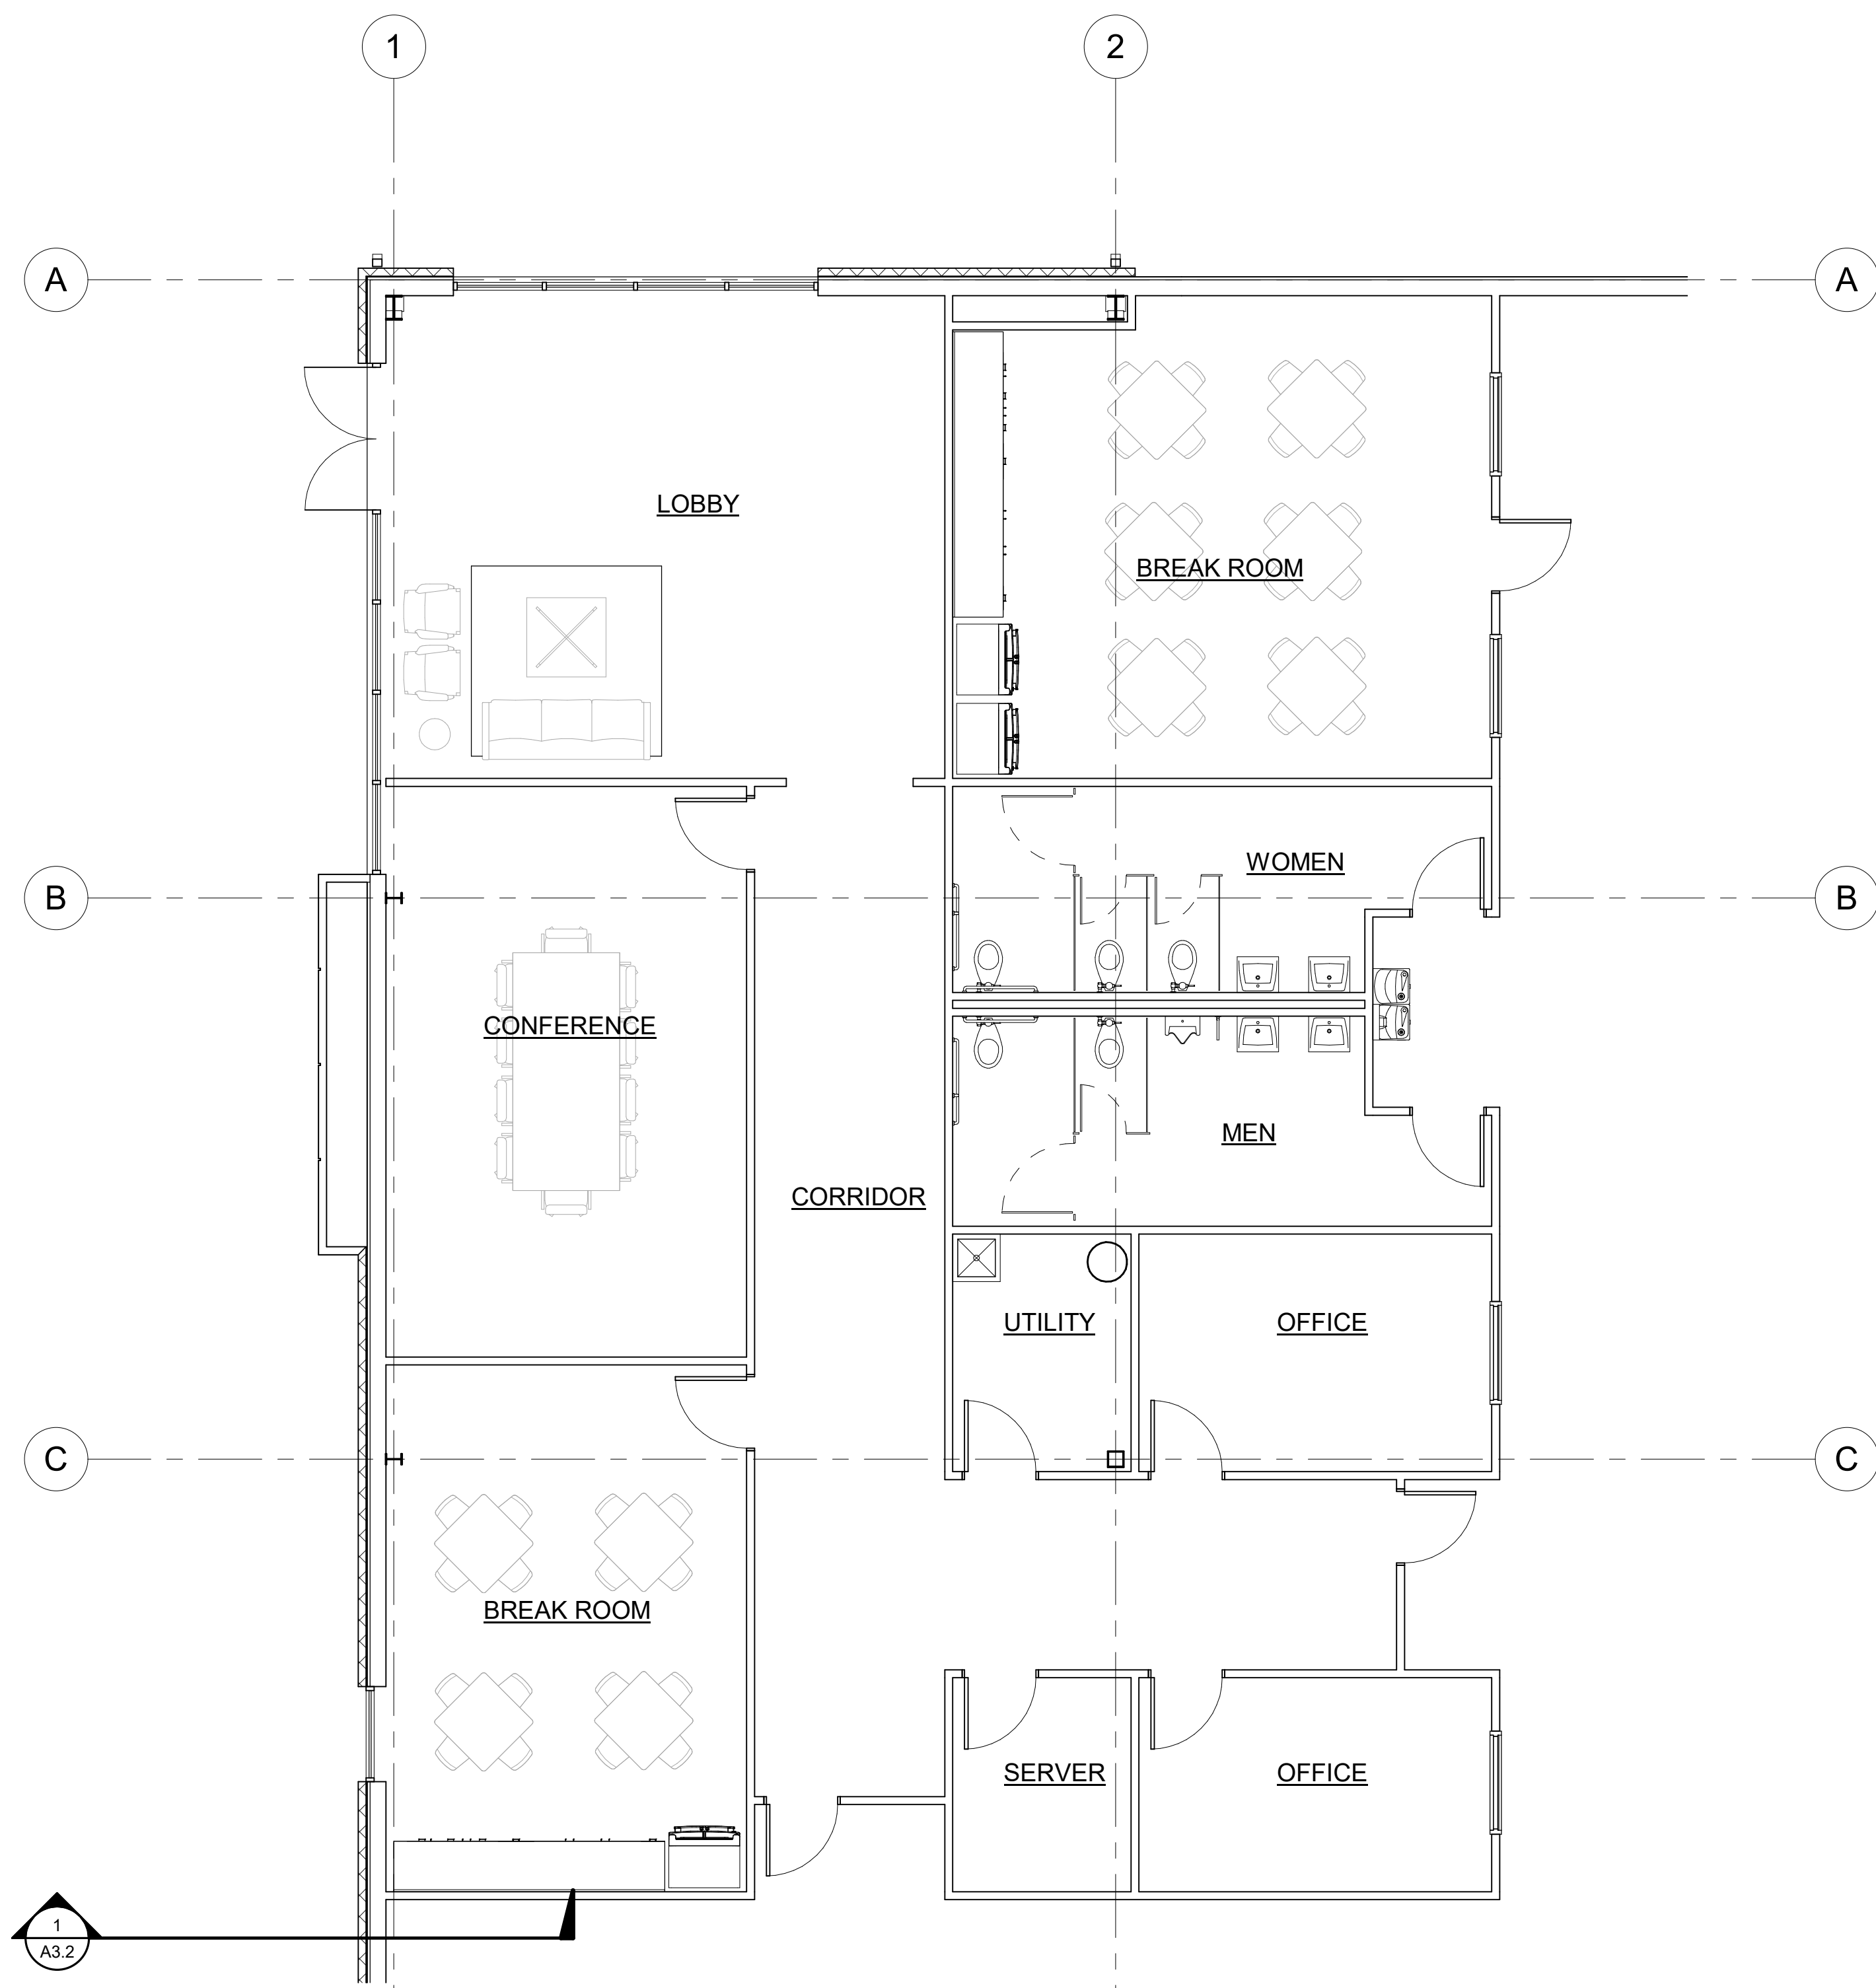 1
2
A
A
LOBBY
BREAK ROOM
WOMEN
B
B
CONFERENCE
MEN
CORRIDOR
UTILITY
OFFICE
C
C
BREAK ROOM
SERVER
OFFICE
1
A3.2